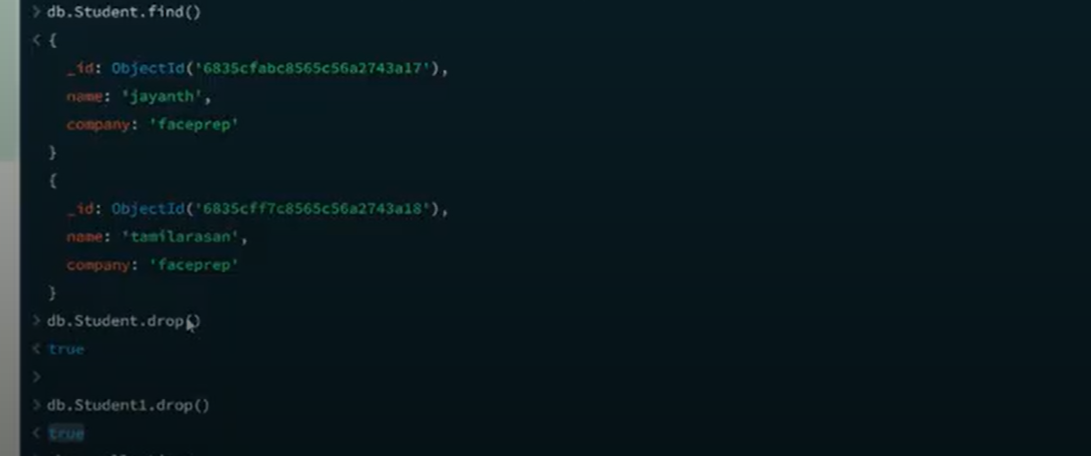 > db.Student.find()
< {
_id: ObjectId('6835cfabc8565c56a2743a17'),
name: 'jayanth',
company: 'faceprep'
}
{
_id: ObjectId('6835cff7c8565c56a2743a18'),
name: 'tamilarasan',
company: 'faceprep'
}
> db.Student.drop()
< true
>
> db.Student1.drop()
< true